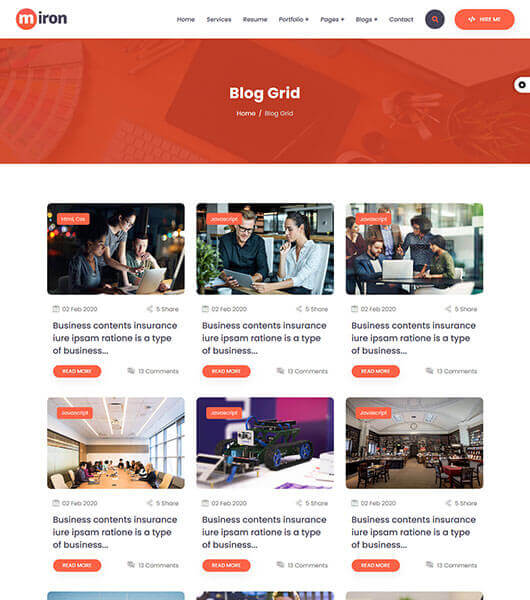 miron
Home Services Resume Portfolio + Pages + Blogs + Contact
</> HIRE ME
Blog Grid
Home / Blog Grid
Html, Css
Javascript
Javascript
02 Feb 2020 5 Share
02 Feb 2020 5 Share
02 Feb 2020 5 Share
Business contents insurance
iure ipsam ratione is a type
of business...
Business contents insurance
iure ipsam ratione is a type
of business...
Business contents insurance
iure ipsam ratione is a type
of business...
READ MORE 13 Comments
READ MORE 13 Comments
READ MORE 13 Comments
Javascript
Javascript
Javascript
02 Feb 2020 5 Share
02 Feb 2020 5 Share
02 Feb 2020 5 Share
Business contents insurance
iure ipsam ratione is a type
of business...
Business contents insurance
iure ipsam ratione is a type
of business...
Business contents insurance
iure ipsam ratione is a type
of business...
READ MORE 13 Comments
READ MORE 13 Comments
READ MORE 13 Comments